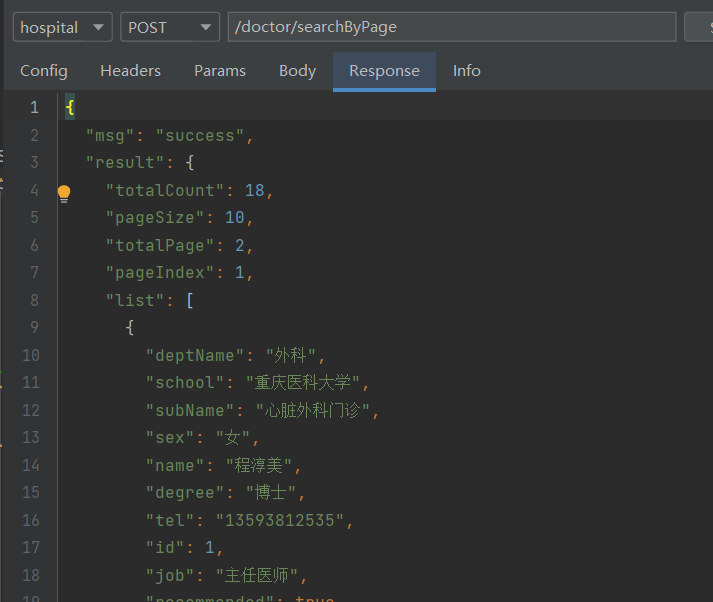 hospital POST /doctor/searchByPage
Config Headers Params Body Response Info
1 {
2 "msg": "success",
3 "result": {
4 "totalCount": 18,
5 "pageSize": 10,
6 "totalPage": 2,
7 "pageIndex": 1,
8 "list": [
9 {
10 "deptName": "外科",
11 "school": "重庆医科大学",
12 "subName": "心脏外科门诊",
13 "sex": "女",
14 "name": "程淳美",
15 "degree": "博士",
16 "tel": "13593812535",
17 "id": 1,
18 "job": "主任医师",
19 "recommended": true